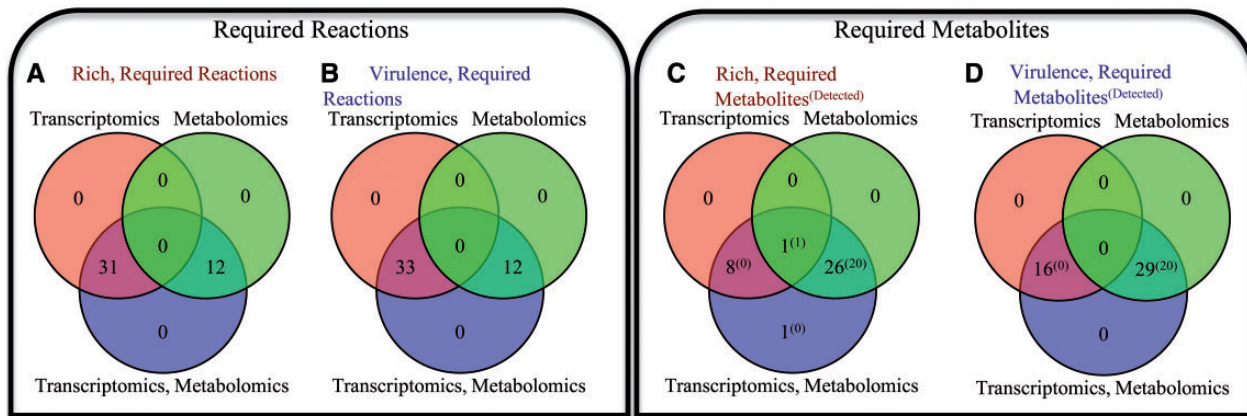 Required Reactions
A Rich, Required Reactions
Transcriptomics Metabolomics
0
0
0
0
31
12
0
Transcriptomics, Metabolomics
B Virulence, Required
Reactions
Transcriptomics Metabolomics
0
0
0
0
33
12
0
Transcriptomics, Metabolomics
Required Metabolites
C Rich, Required
Metabolites(Detected)
Transcriptomics Metabolomics
0
0
0
1(1)
8(0)
26(20)
1(0)
Transcriptomics, Metabolomics
D Virulence, Required
Metabolites(Detected)
Transcriptomics Metabolomics
0
0
0
0
16(0)
29(20)
0
Transcriptomics, Metabolomics